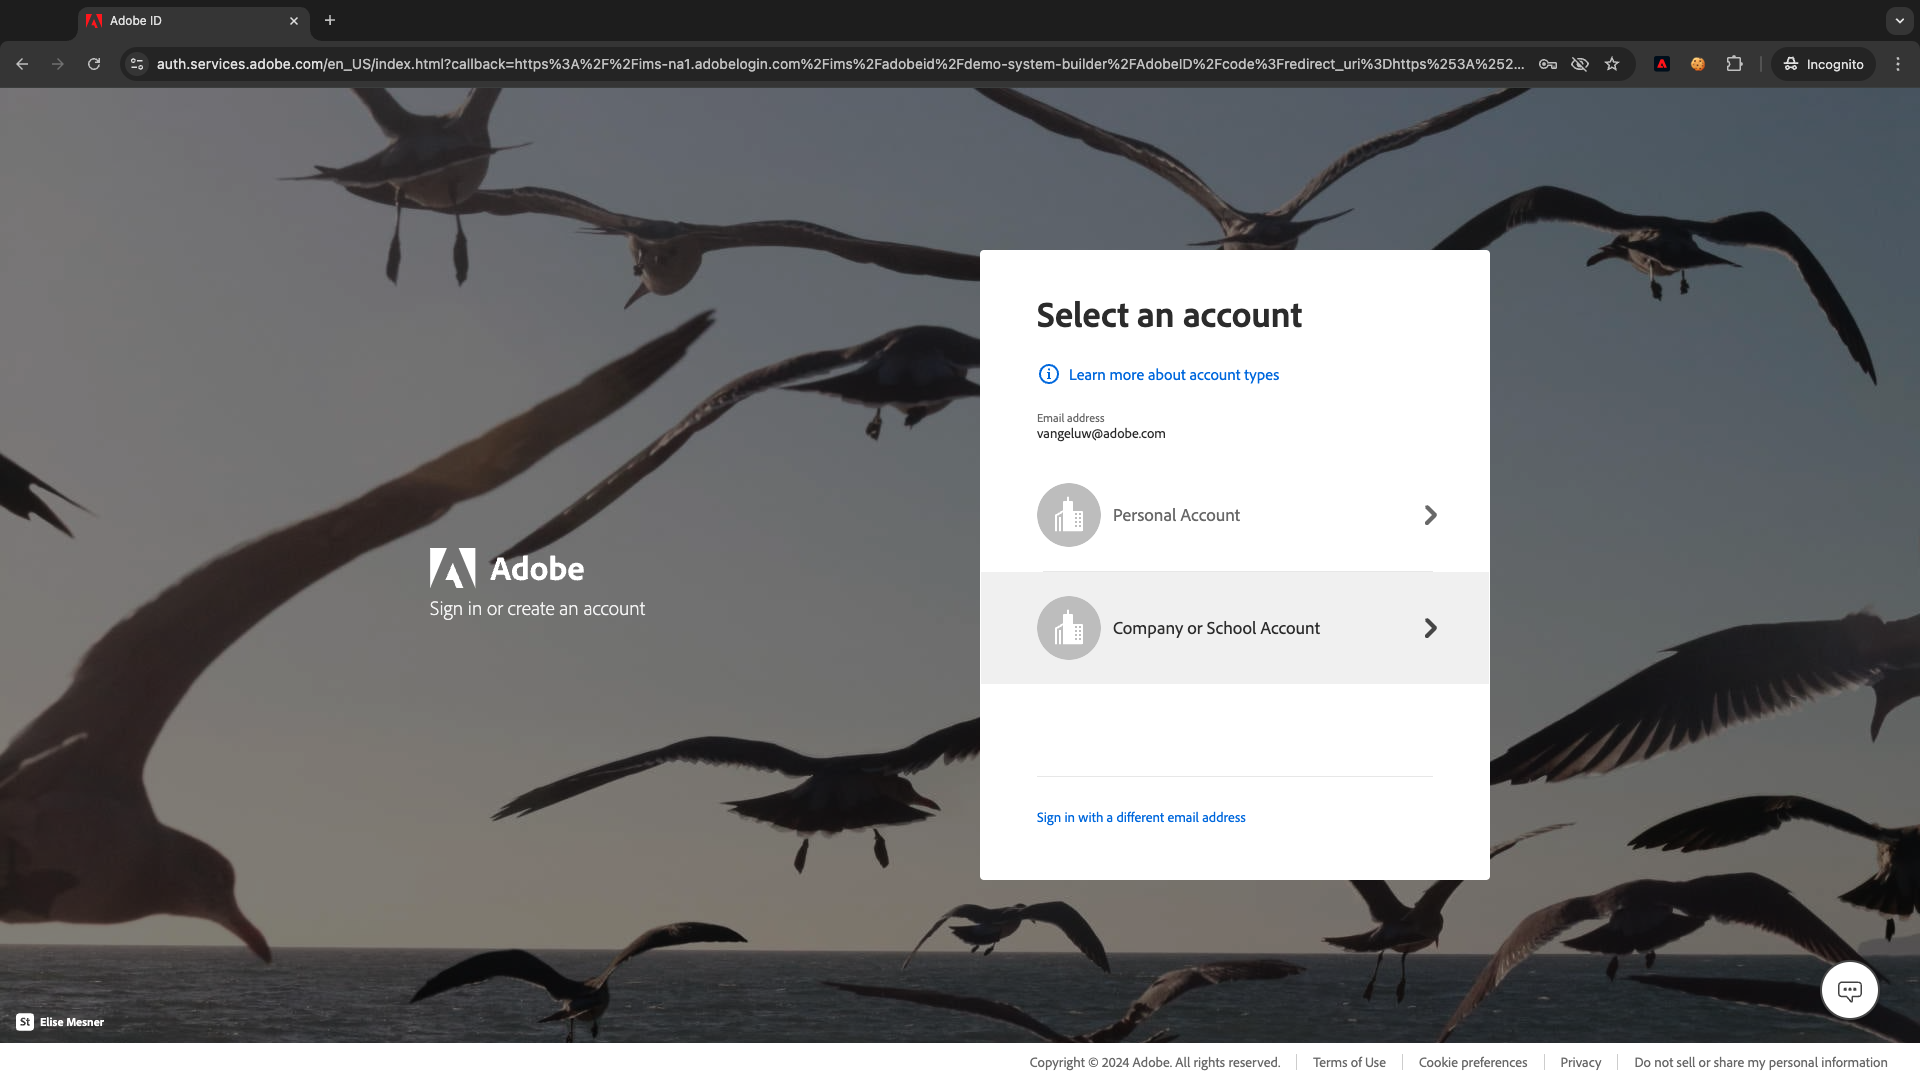 Adobe ID
auth.services.adobe.com/en_US/index.html?callback=https%3A%2F%2Fims-na1.adobelogin.com%2Fims%2Fadobeid%2Fdemo-system-builder%2FAdobeID%2Fcode%3Fredirect_uri%3Dhttps%253A%252...
Incognito
Adobe
Sign in or create an account
Select an account
Learn more about account types
Email address
vangeluw@adobe.com
Personal Account
Company or School Account
Sign in with a different email address
St Elise Mesner
Copyright © 2024 Adobe. All rights reserved. Terms of Use Cookie preferences Privacy Do not sell or share my personal information